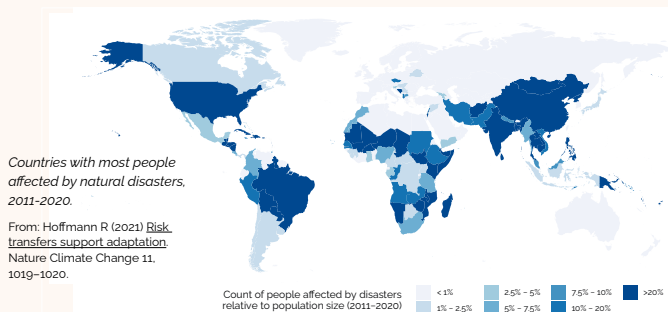 Countries with most people
affected by natural disasters,
2011-2020.
From: Hoffmann R (2021) Risk
transfers support adaptation.
Nature Climate Change 11,
1019–1020.
Count of people affected by disasters
relative to population size (2011–2020)
< 1%
1% – 2.5%
2.5% – 5%
5% – 7.5%
7.5% – 10%
10% – 20%
>20%